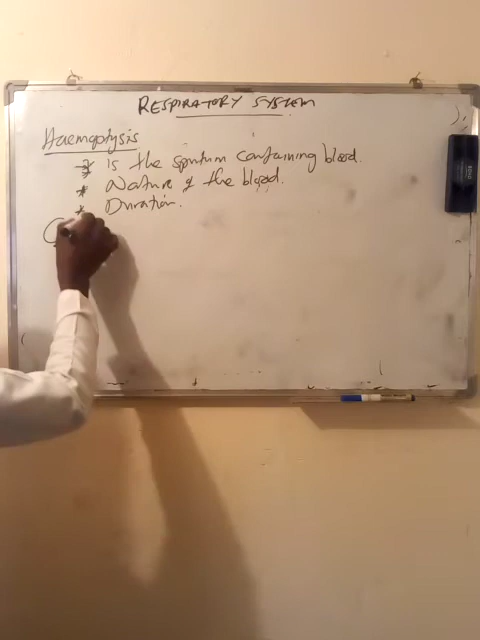 RESPIRATORY SYSTEM
Haemoptysis
* Is the sputum containing blood.
* Nature of the blood.
* Duration.